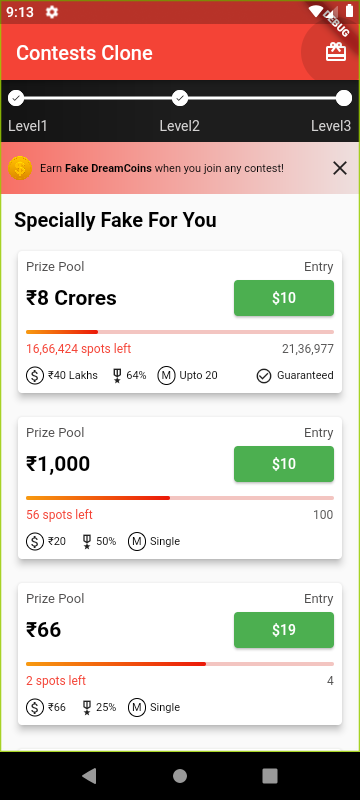 9:13
DEBUG
Contests Clone
Level1 Level2 Level3
Earn Fake DreamCoins when you join any contest!
Specially Fake For You
Prize Pool Entry
₹8 Crores $10
16,66,424 spots left 21,36,977
₹40 Lakhs 64% M Upto 20 Guaranteed
Prize Pool Entry
₹1,000 $10
56 spots left 100
₹20 50% M Single
Prize Pool Entry
₹66 $19
2 spots left 4
₹66 25% M Single